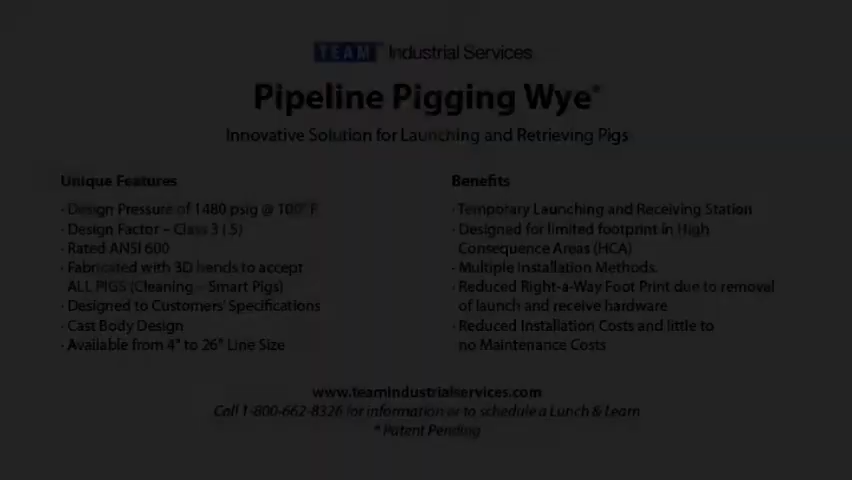 TEAM Industrial Services
Pipeline Pigging Wye*
Innovative Solution for Launching and Retrieving Pigs
Unique Features
· Design Pressure of 1480 psig @ 100° F
· Design Factor – Class 3 (.5)
· Rated ANSI 600
· Fabricated with 3D bends to accept
ALL PIGS (Cleaning – Smart Pigs)
· Designed to Customers' Specifications
· Cast Body Design
· Available from 4" to 26" Line Size
Benefits
· Temporary Launching and Receiving Station
· Designed for limited footprint in High
Consequence Areas (HCA)
· Multiple Installation Methods.
· Reduced Right-a-Way Foot Print due to removal
of launch and receive hardware
· Reduced Installation Costs and little to
no Maintenance Costs
www.teamindustrialservices.com
Call 1-800-662-8326 for information or to schedule a Lunch & Learn
* Patent Pending